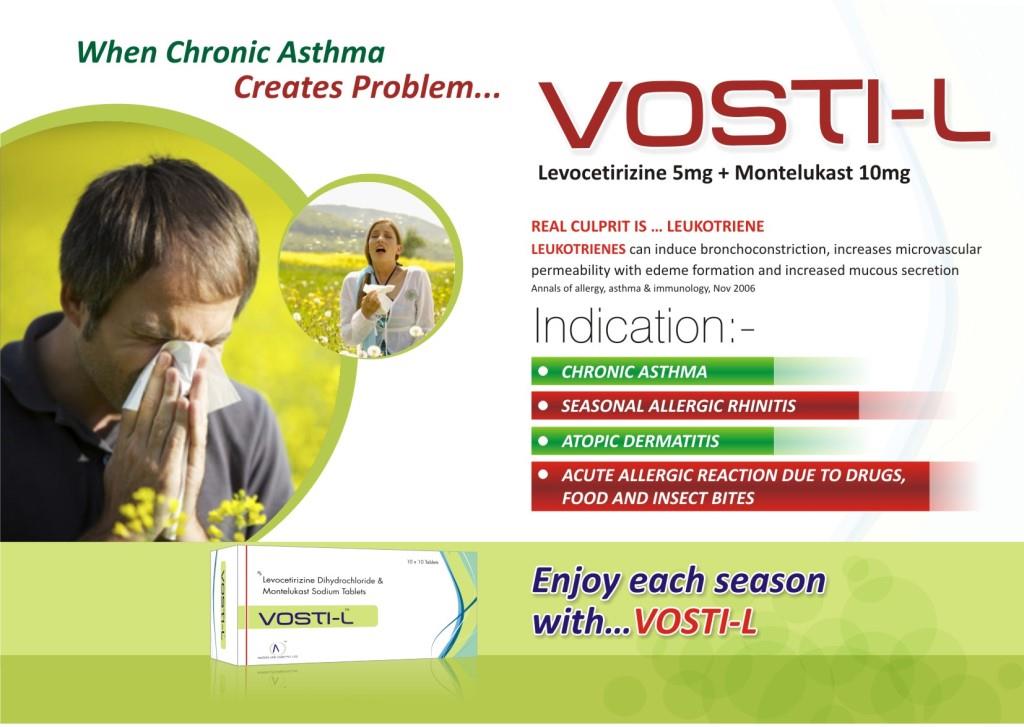 When Chronic Asthma
Creates Problem...
VOSTI-L
Levocetirizine 5mg + Montelukast 10mg
REAL CULPRIT IS ... LEUKOTRIENE
LEUKOTRIENES can induce bronchoconstriction, increases microvascular
permeability with edeme formation and increased mucous secretion
Annals of allergy, asthma & immunology, Nov 2006
Indication:-
CHRONIC ASTHMA
SEASONAL ALLERGIC RHINITIS
ATOPIC DERMATITIS
ACUTE ALLERGIC REACTION DUE TO DRUGS,
FOOD AND INSECT BITES
10 x 10 Tablets
Levocetirizine Dihydrochloride &
Montelukast Sodium Tablets
VOSTI-L
VOSTI-L
Enjoy each season
with...VOSTI-L